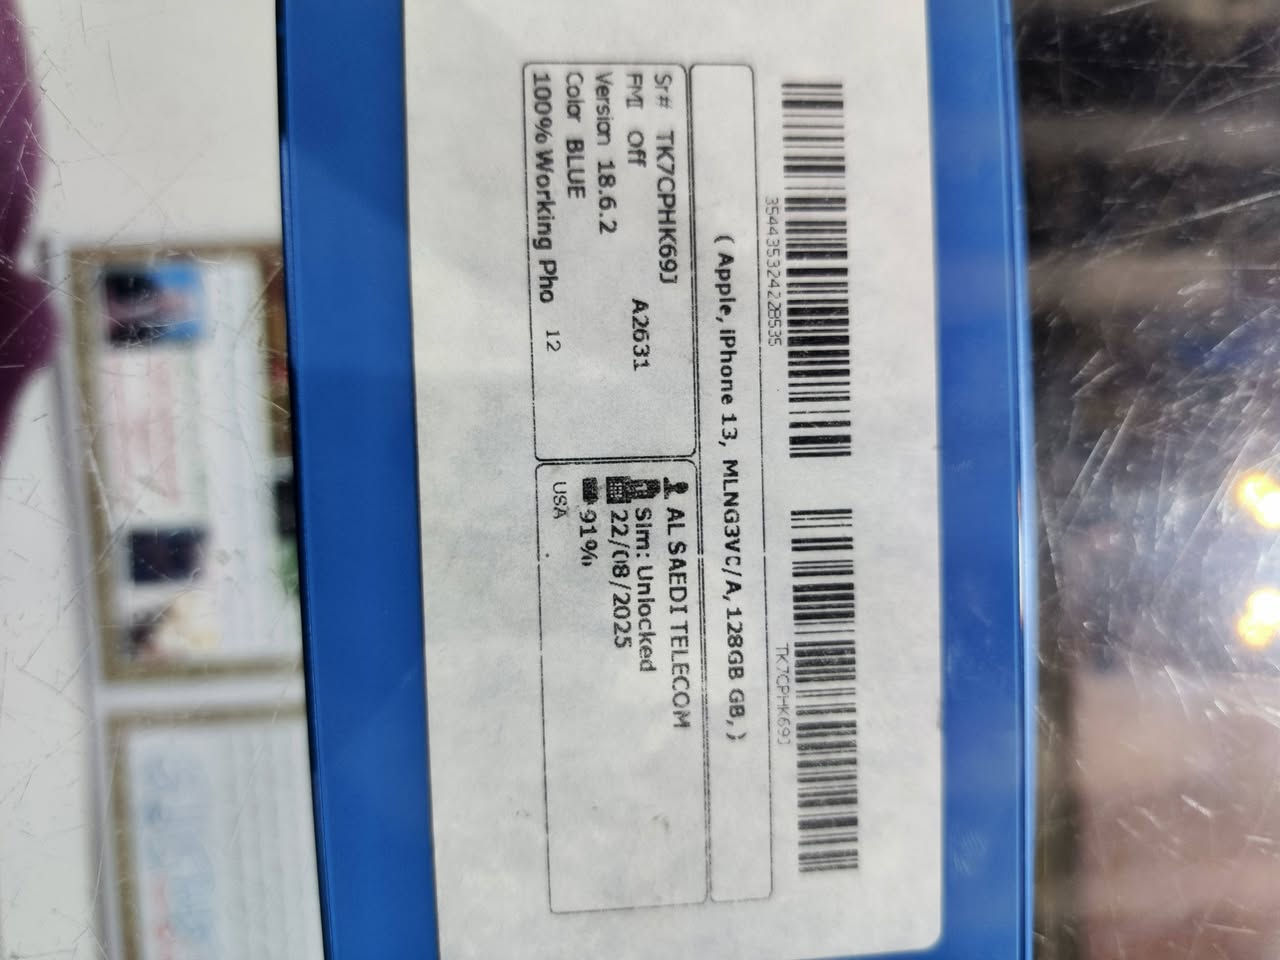 354435324228535
TK7CPHK69J
( Apple, iPhone 13, MLNG3VC/A, 128GB GB, )
Sr# TK7CPHK69J
FMI Off A2631
Version 18.6.2
Color BLUE
100% Working Pho 12
AL SAEDI TELECOM
Sim: Unlocked
22/08/2025
91%
USA